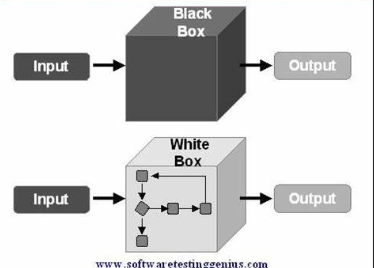 Black
Box
Input
Output
White
Box
Input
Output
www.softwaretestinggenius.com